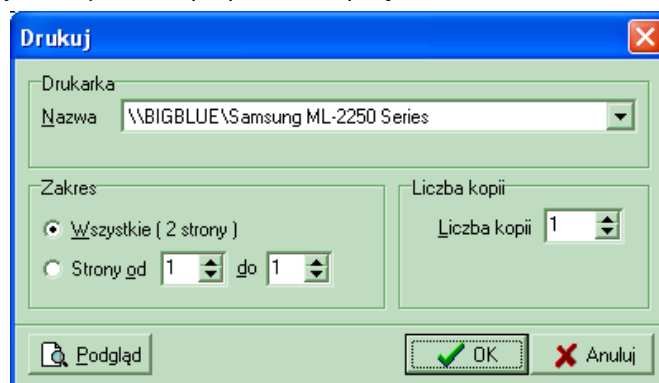 Drukuj
Drukarka
Nazwa \\BIGBLUE\Samsung ML-2250 Series
Zakres
Wszystkie ( 2 strony )
Strony od 1 do 1
Liczba kopii
Liczba kopii 1
Podgląd
OK
Anuluj